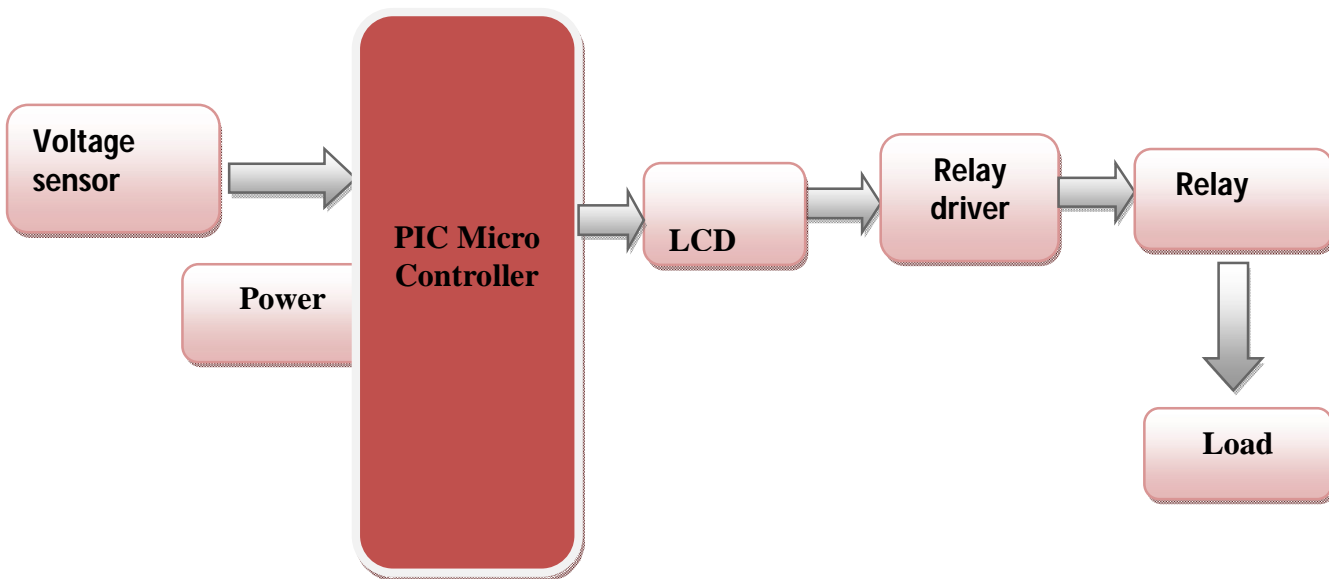 Voltage
sensor
Power
PIC Micro
Controller
LCD
Relay
driver
Relay
Load